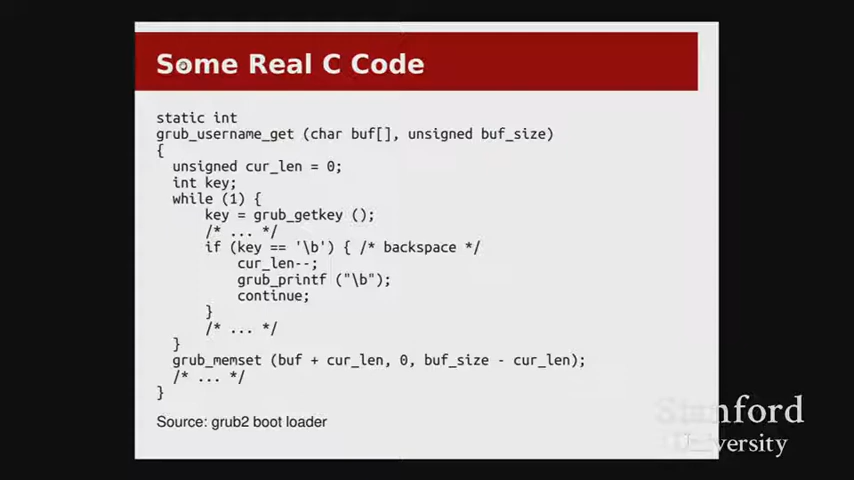 Some Real C Code
static int
grub_username_get (char buf[], unsigned buf_size)
{
  unsigned cur_len = 0;
  int key;
  while (1) {
      key = grub_getkey ();
      /* ... */
      if (key == '\b') { /* backspace */
          cur_len--;
          grub_printf ("\b");
          continue;
      }
      /* ... */
  }
  grub_memset (buf + cur_len, 0, buf_size - cur_len);
  /* ... */
}
Source: grub2 boot loader
Stanford
University